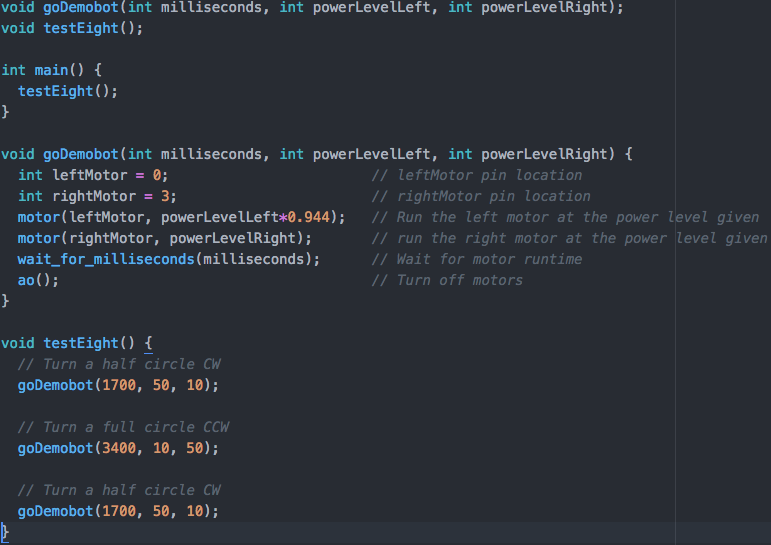 void goDemobot(int milliseconds, int powerLevelLeft, int powerLevelRight);
void testEight();

int main() {
  testEight();
}

void goDemobot(int milliseconds, int powerLevelLeft, int powerLevelRight) {
  int leftMotor = 0;                        // leftMotor pin location
  int rightMotor = 3;                       // rightMotor pin location
  motor(leftMotor, powerLevelLeft*0.944);   // Run the left motor at the power level given
  motor(rightMotor, powerLevelRight);       // run the right motor at the power level given
  wait_for_milliseconds(milliseconds);      // Wait for motor runtime
  ao();                                     // Turn off motors
}

void testEight() {
  // Turn a half circle CW
  goDemobot(1700, 50, 10);

  // Turn a full circle CCW
  goDemobot(3400, 10, 50);

  // Turn a half circle CW
  goDemobot(1700, 50, 10);
}